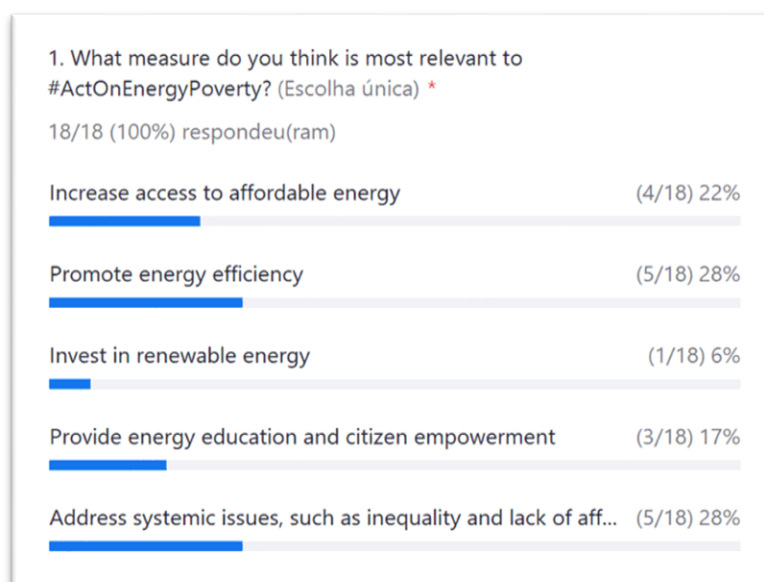 1. What measure do you think is most relevant to
#ActOnEnergyPoverty? (Escolha única) *
18/18 (100%) respondeu(ram)
Increase access to affordable energy (4/18) 22%
Promote energy efficiency (5/18) 28%
Invest in renewable energy (1/18) 6%
Provide energy education and citizen empowerment (3/18) 17%
Address systemic issues, such as inequality and lack of aff... (5/18) 28%